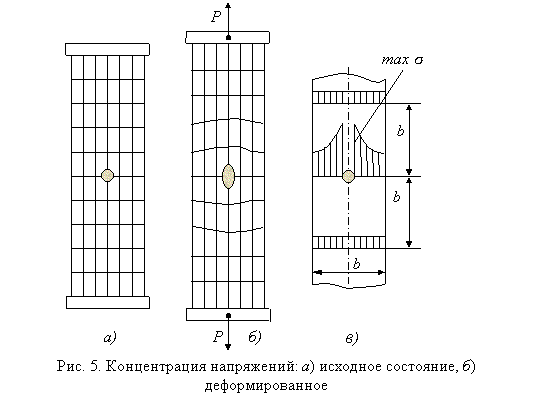 P
max σ
b
b
b
а)
P
б)
в)
Рис. 5. Концентрация напряжений: а) исходное состояние, б)
деформированное